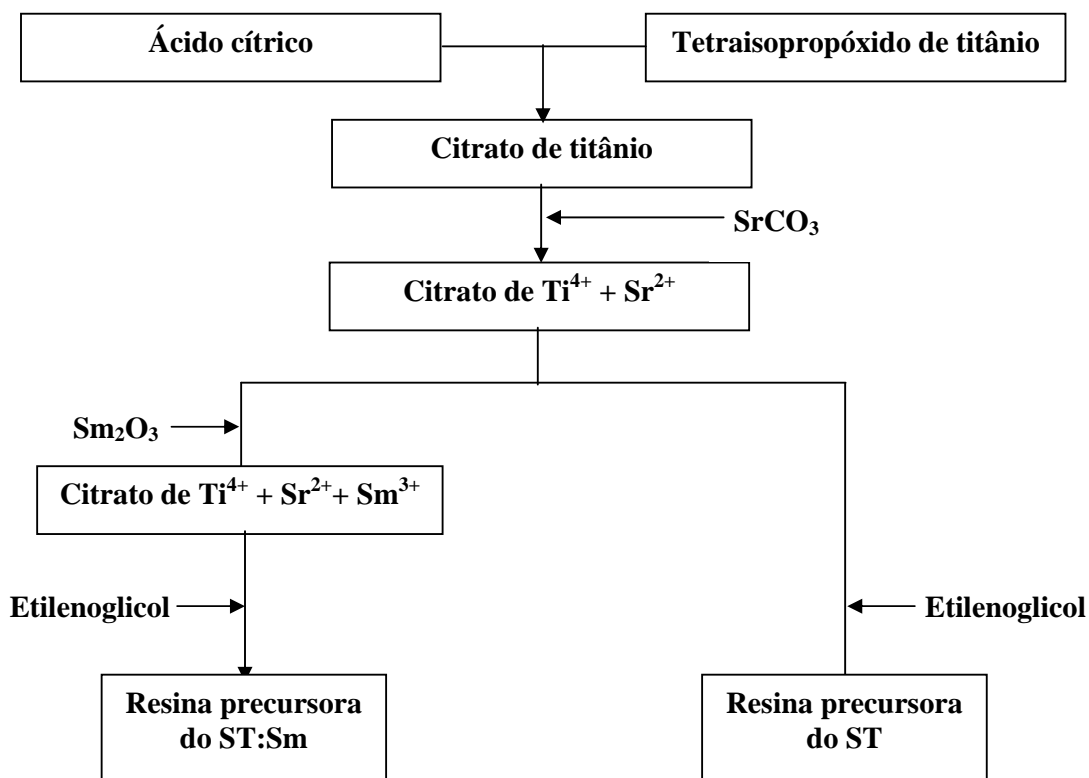 Ácido cítrico
Tetraisopropóxido de titânio
Citrato de titânio
SrCO₃
Citrato de Ti⁴⁺ + Sr²⁺
Sm₂O₃
Citrato de Ti⁴⁺ + Sr²⁺+ Sm³⁺
Etilenoglicol
Etilenoglicol
Resina precursora
do ST:Sm
Resina precursora
do ST